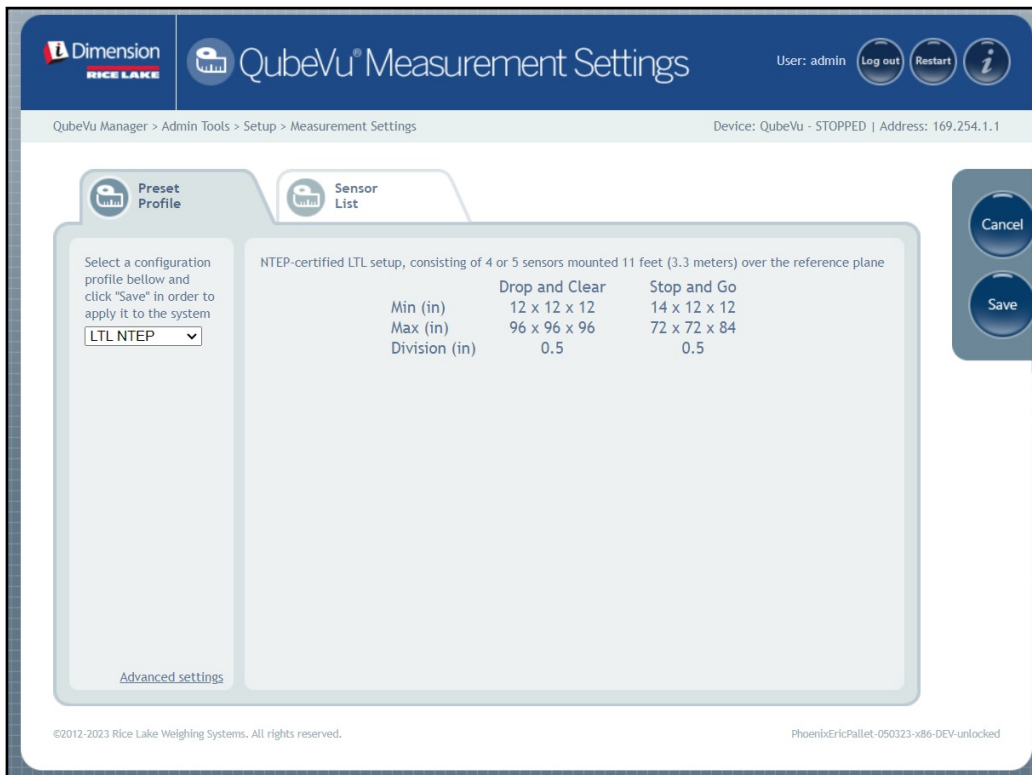 i Dimension
RICE LAKE
QubeVu® Measurement Settings
User: admin
Log out
Restart
i
QubeVu Manager > Admin Tools > Setup > Measurement Settings
Device: QubeVu - STOPPED | Address: 169.254.1.1
Preset
Profile
Sensor
List
Cancel
Save
Select a configuration
profile bellow and
click "Save" in order to
apply it to the system
LTL NTEP
Advanced settings
NTEP-certified LTL setup, consisting of 4 or 5 sensors mounted 11 feet (3.3 meters) over the reference plane
Drop and Clear Stop and Go
Min (in) 12 x 12 x 12 14 x 12 x 12
Max (in) 96 x 96 x 96 72 x 72 x 84
Division (in) 0.5 0.5
©2012-2023 Rice Lake Weighing Systems. All rights reserved.
PhoenixEricPallet-050323-x86-DEV-unlocked